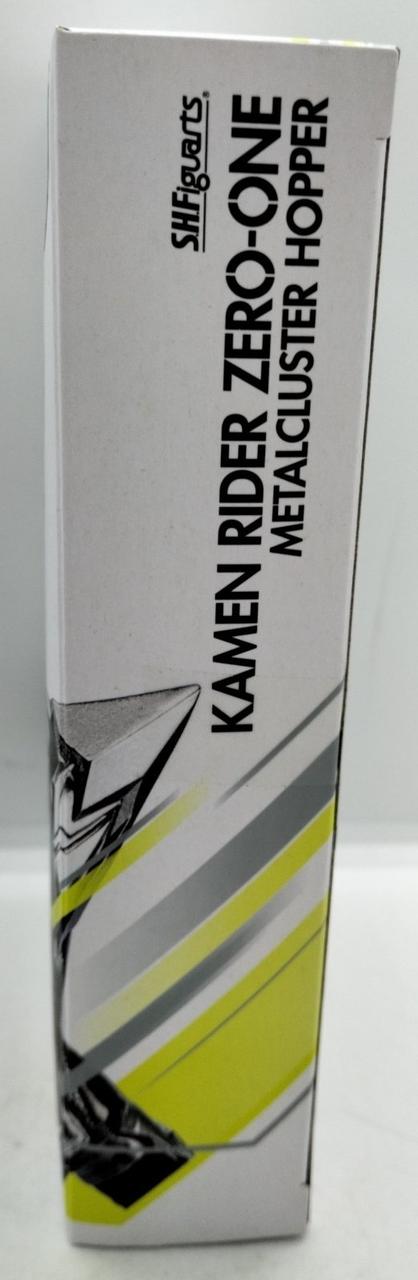 S.H.Figuarts®
KAMEN RIDER ZERO-ONE
METALCLUSTER HOPPER